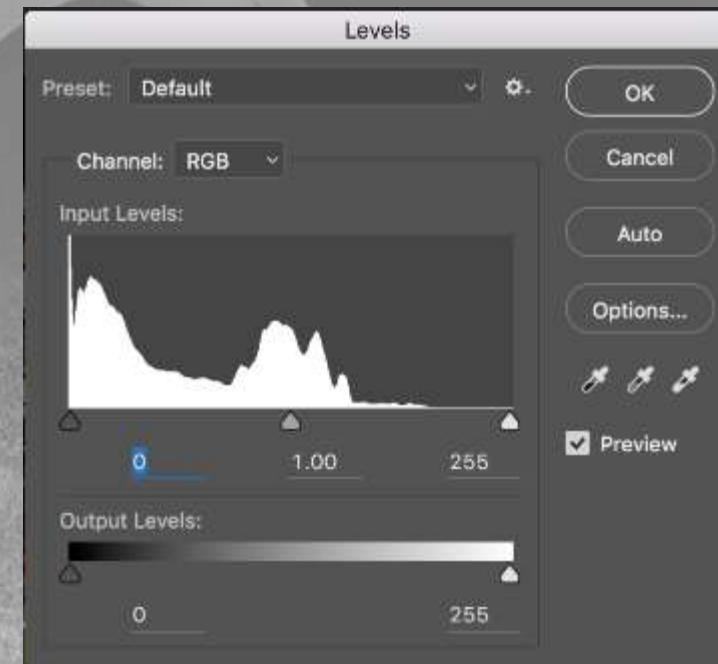 Levels
Preset: Default
OK
Channel: RGB
Cancel
Input Levels:
Auto
Options...
0 1.00 255
Preview
Output Levels:
0 255